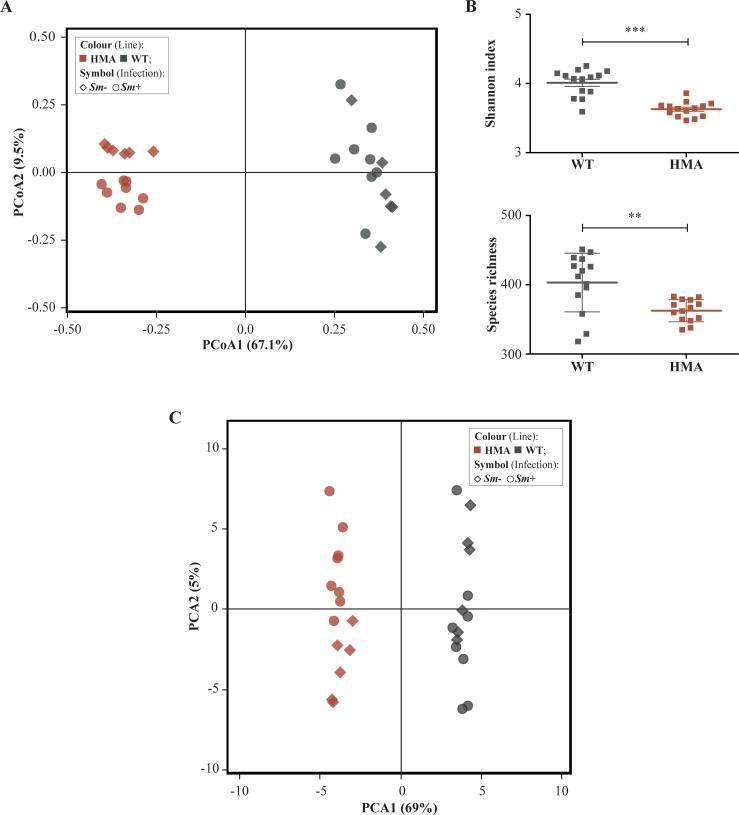 A
0.50
0.25
0.00
-0.25
-0.50
PCoA2 (9.5%)
Colour (Line):
HMA WT;
Symbol (Infection):
Sm- Sm+
-0.50 -0.25 0.0 0.25 0.50
PCoA1 (67.1%)
B
Shannon index
5
4
3
***
WT HMA
Species richness
500
400
300
**
WT HMA
C
10
5
0
-5
-10
PCA2 (5%)
Colour (Line):
HMA WT;
Symbol (Infection):
Sm- Sm+
-10 -5 0 5 10
PCA1 (69%)